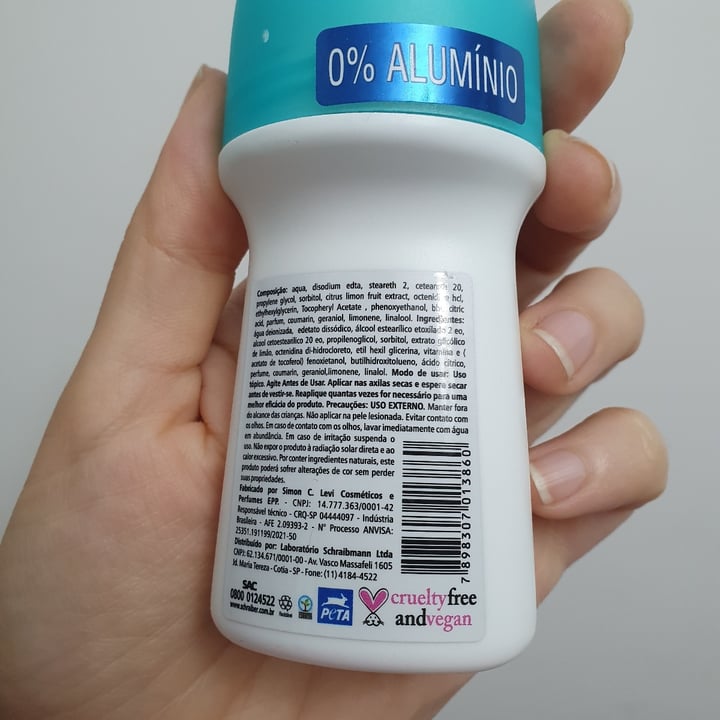 0% ALUMÍNIO
Composição: aqua, disodium edta, steareth 2, ceteareth 20,
propylene glycol, sorbitol, citrus limon fruit extract, octenidine hcl,
ethylhexylglycerin, Tocopheryl Acetate , phenoxyethanol, bht, citric
acid, parfum, coumarin, geraniol, limonene, linalool. Ingredientes:
água deionizada, edetato dissódico, álcool estearílico etoxilado 2 eo,
álcool cetoestearílico 20 eo, propilenoglicol, sorbitol, extrato glicólico
de limão, octenidina di-hidrocloreto, etil hexil glicerina, vitamina e (
acetato de tocoferol) fenoxietanol, butilhidroxitolueno, ácido cítrico,
perfume, coumarin, geraniol,limonene, linalol. Modo de usar: Uso
tópico. Agite Antes de Usar. Aplicar nas axilas secas e espere secar
antes de vestir-se. Reaplique quantas vezes for necessário para uma
melhor eficácia do produto. Precauções: USO EXTERNO. Manter fora
do alcance das crianças. Não aplicar na pele lesionada. Evitar contato com
os olhos. Em caso de contato com os olhos, lavar imediatamente com água
em abundância. Em caso de irritação suspenda o
uso. Não expor o produto à radiação solar direta e ao
calor excessivo. Por conter ingredientes naturais, este
produto poderá sofrer alterações de cor sem perder
suas propriedades.
Fabricado por Simon C. Levi Cosméticos e
Perfumes EPP. - CNPJ: 14.777.363/0001-42
Responsável técnico - CRQ-SP 04444097 - Indústria
Brasileira - AFE 2.09393-2 - N° Processo ANVISA:
25351.191199/2021-50
Distribuído por: Laboratório Schraibmann Ltda
CNPJ: 62.134.671/0001-00 - Av. Vasco Massafeli 1605
Jd. Maria Tereza - Cotia - SP - Fone: (11) 4184-4522
7 898307 013860
SAC
0800 0124522
www.schraiber.com.br
PETA
crueltyfree
andvegan